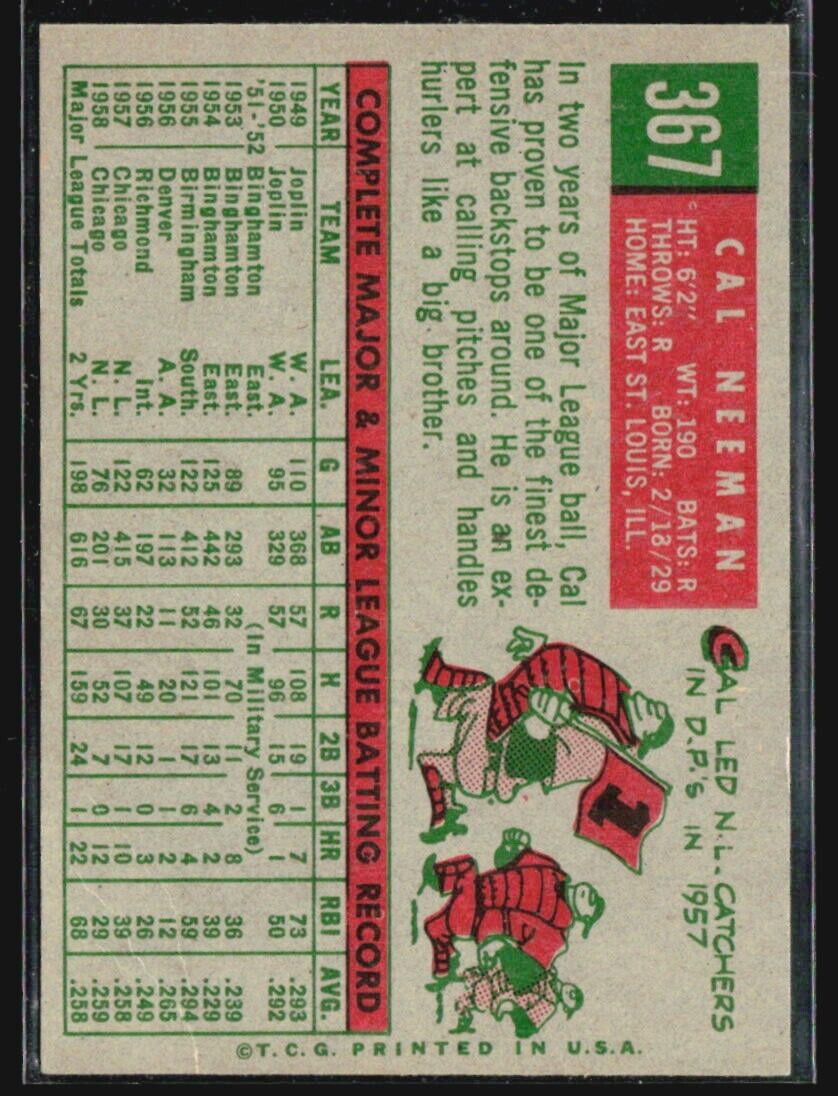 367
CAL NEEMAN
HT: 6'2" WT: 190 BATS: R
THROWS: R BORN: 2/18/29
HOME: EAST ST. LOUIS, ILL.
In two years of Major League ball, Cal
has proven to be one of the finest de-
fensive backstops around. He is an ex-
pert at calling pitches and handles
hurlers like a big brother.
CAL LED N.L. CATCHERS
IN D.P.'S IN 1957
1
COMPLETE MAJOR & MINOR LEAGUE BATTING RECORD
YEAR TEAM LEA. G AB R H 2B 3B HR RBI AVG.
1949 Joplin W. A. 110 368 57 108 19 1 7 73 .293
1950 Joplin W. A. 95 329 57 96 15 6 1 50 .292
'51-'52 Binghamton East. (In Military Service)
1953 Binghamton East. 89 293 32 70 11 2 8 36 .239
1954 Binghamton East. 125 442 46 101 13 4 2 39 .229
1955 Birmingham South. 122 412 52 121 17 6 4 59 .294
1956 Denver A. A. 32 113 11 20 1 1 2 12 .265
1956 Richmond Int. 62 197 22 49 12 0 3 26 .249
1957 Chicago N. L. 122 415 37 107 17 1 10 39 .258
1958 Chicago N. L. 76 201 30 52 7 0 12 29 .259
Major League Totals 2 Yrs. 198 616 67 159 24 1 22 68 .258
©T.C.G. PRINTED IN U.S.A.